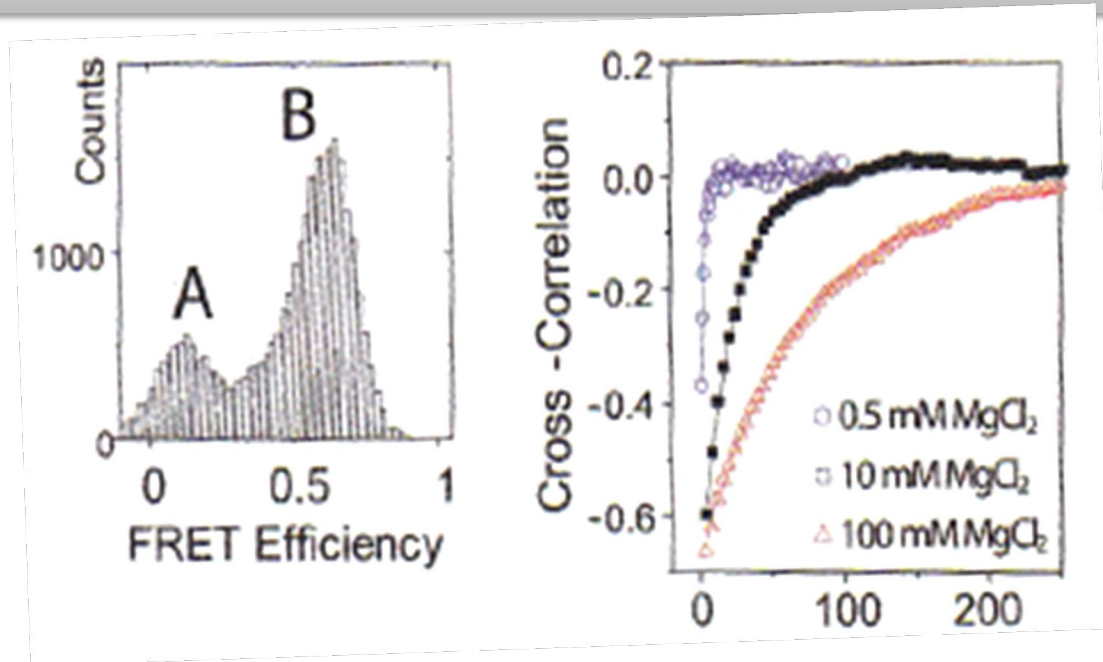 Counts
1000
0
A
B
0 0.5 1
FRET Efficiency
Cross -Correlation
0.2
0.0
-0.2
-0.4
-0.6
0.5 mM MgCl₂
10 mM MgCl₂
100 mM MgCl₂
0 100 200